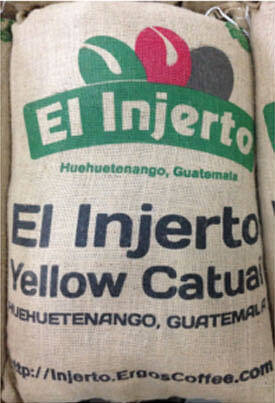 El Injerto
Huehuetenango, Guatemala
El Injerto
Yellow Catuai
HUEHUETENANGO, GUATEMALA
http://Injerto.ErgosCoffee.com